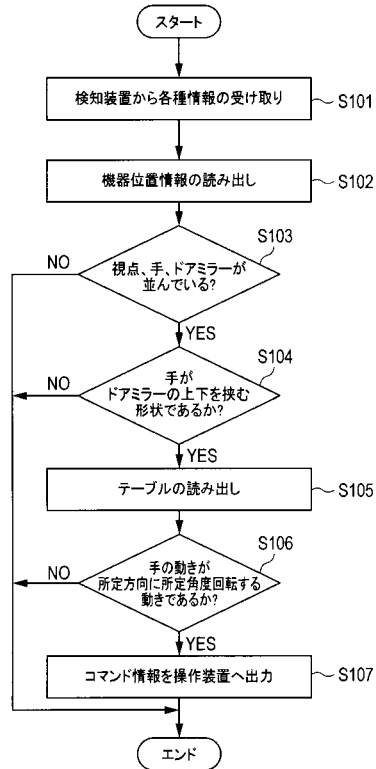 スタート
検知装置から各種情報の受け取り
S101
機器位置情報の読み出し
S102
S103
視点、手、ドアミラーが
並んでいる?
NO
YES
S104
手が
ドアミラーの上下を挟む
形状であるか?
NO
YES
テーブルの読み出し
S105
S106
手の動きが
所定方向に所定角度回転する
動きであるか?
NO
YES
コマンド情報を操作装置へ出力
S107
エンド